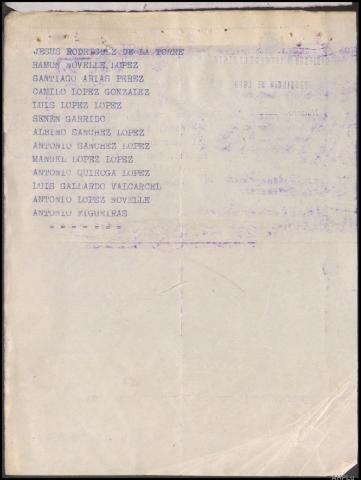 JESUS RODRIGUEZ DE LA TORRE
RAMON NOVELLE LOPEZ
SANTIAGO ARIAS PEREZ
CAMILO LOPEZ GONZALEZ
LUIS LOPEZ LOPEZ
SENEN GARRIDO
ALBINO SANCHEZ LOPEZ
ANTONIO SANCHEZ LOPEZ
MANUEL LOPEZ LOPEZ
ANTONIO QUIROGA LOPEZ
LUIS GALLARDO VALCARCEL
ANTONIO LOPEZ NOVELLE
ANTONIO FIGUEIRAS
- - - - - - -